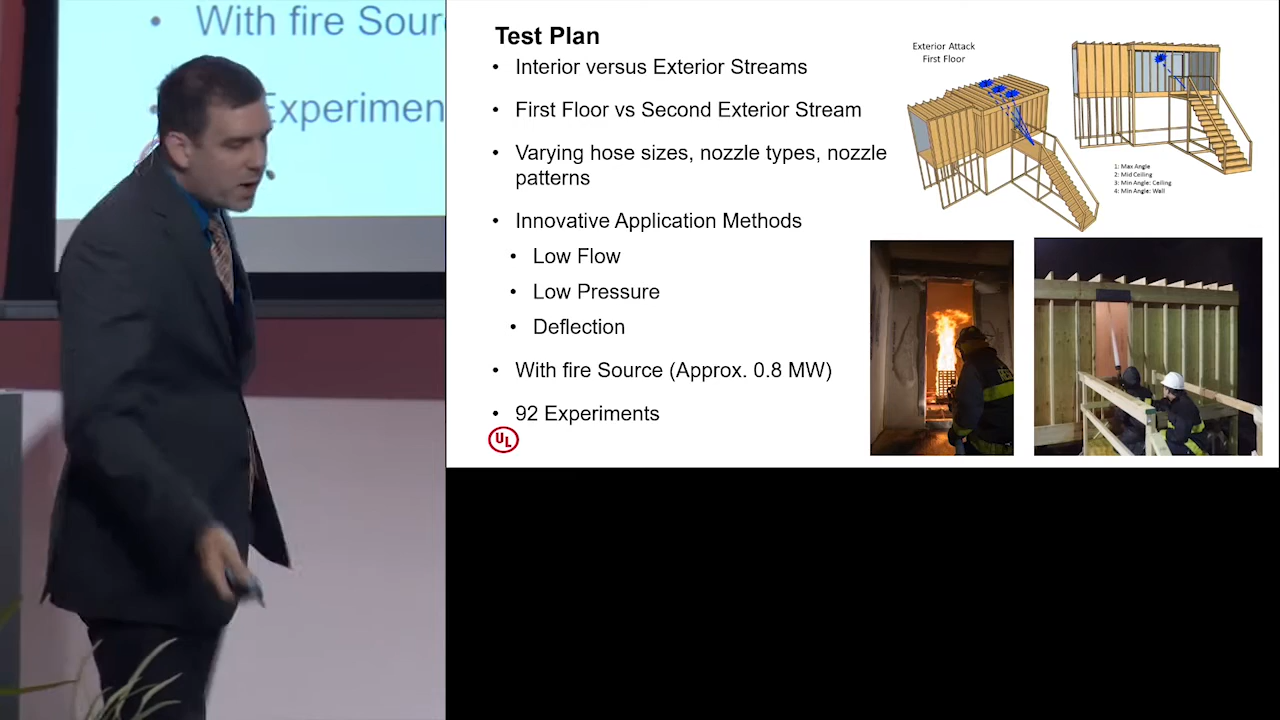 With fire Sour
Experimen
Test Plan
• Interior versus Exterior Streams
• First Floor vs Second Exterior Stream
• Varying hose sizes, nozzle types, nozzle
patterns
• Innovative Application Methods
• Low Flow
• Low Pressure
• Deflection
• With fire Source (Approx. 0.8 MW)
• 92 Experiments
UL
Exterior Attack
First Floor
1: Max Angle
2: Mid Ceiling
3: Min Angle: Ceiling
4: Min Angle: Wall